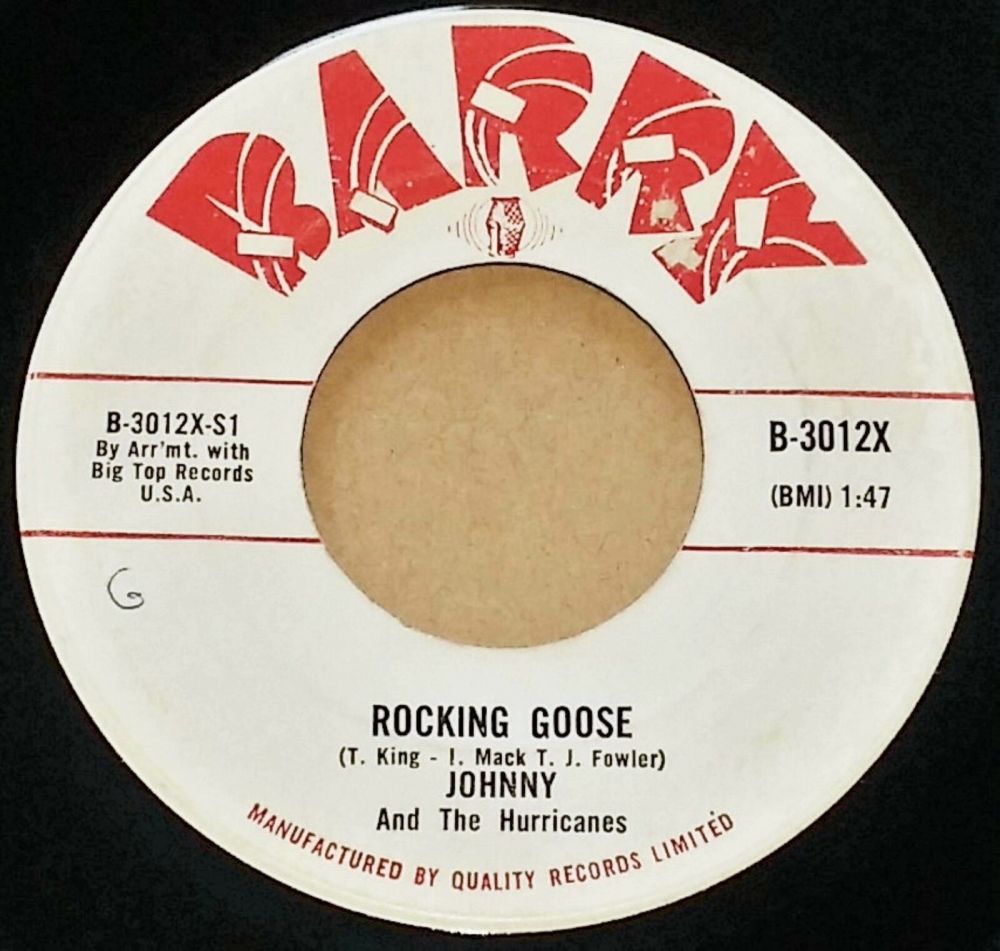 BARRY
B-3012X-S1
By Arr'mt. with
Big Top Records
U.S.A.
B-3012X
(BMI) 1:47
G
ROCKING GOOSE
(T. King - I. Mack T. J. Fowler)
JOHNNY
And The Hurricanes
MANUFACTURED BY QUALITY RECORDS LIMITED